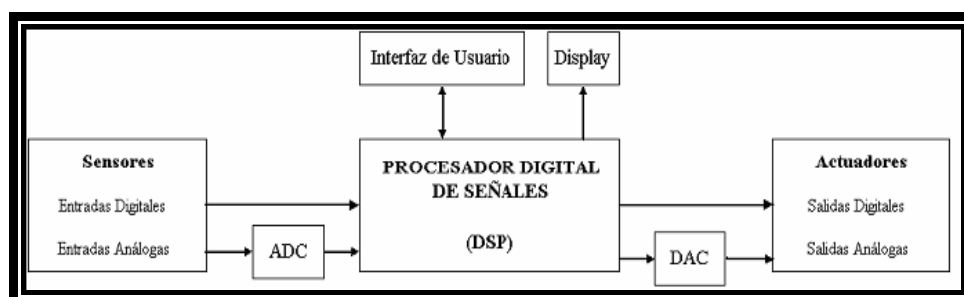 Interfaz de Usuario
Display
Sensores
Entradas Digitales
Entradas Análogas
ADC
PROCESADOR DIGITAL
DE SEÑALES
(DSP)
DAC
Actuadores
Salidas Digitales
Salidas Análogas